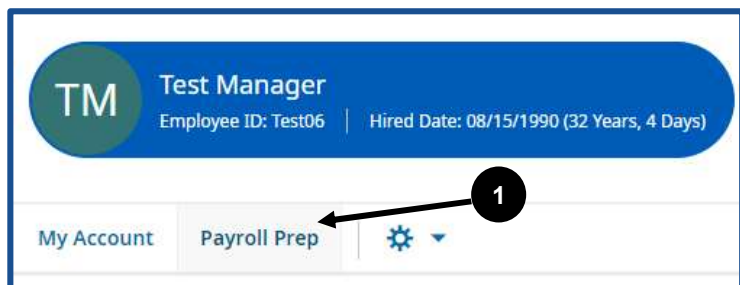 TM
Test Manager
Employee ID: Test06 | Hired Date: 08/15/1990 (32 Years, 4 Days)
1
My Account Payroll Prep